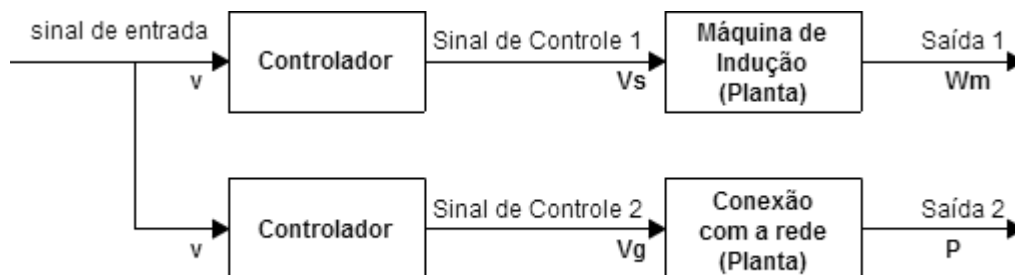 sinal de entrada
v
Controlador
Sinal de Controle 1
Vs
Máquina de
Indução
(Planta)
Saída 1
Wm
v
Controlador
Sinal de Controle 2
Vg
Conexão
com a rede
(Planta)
Saída 2
P